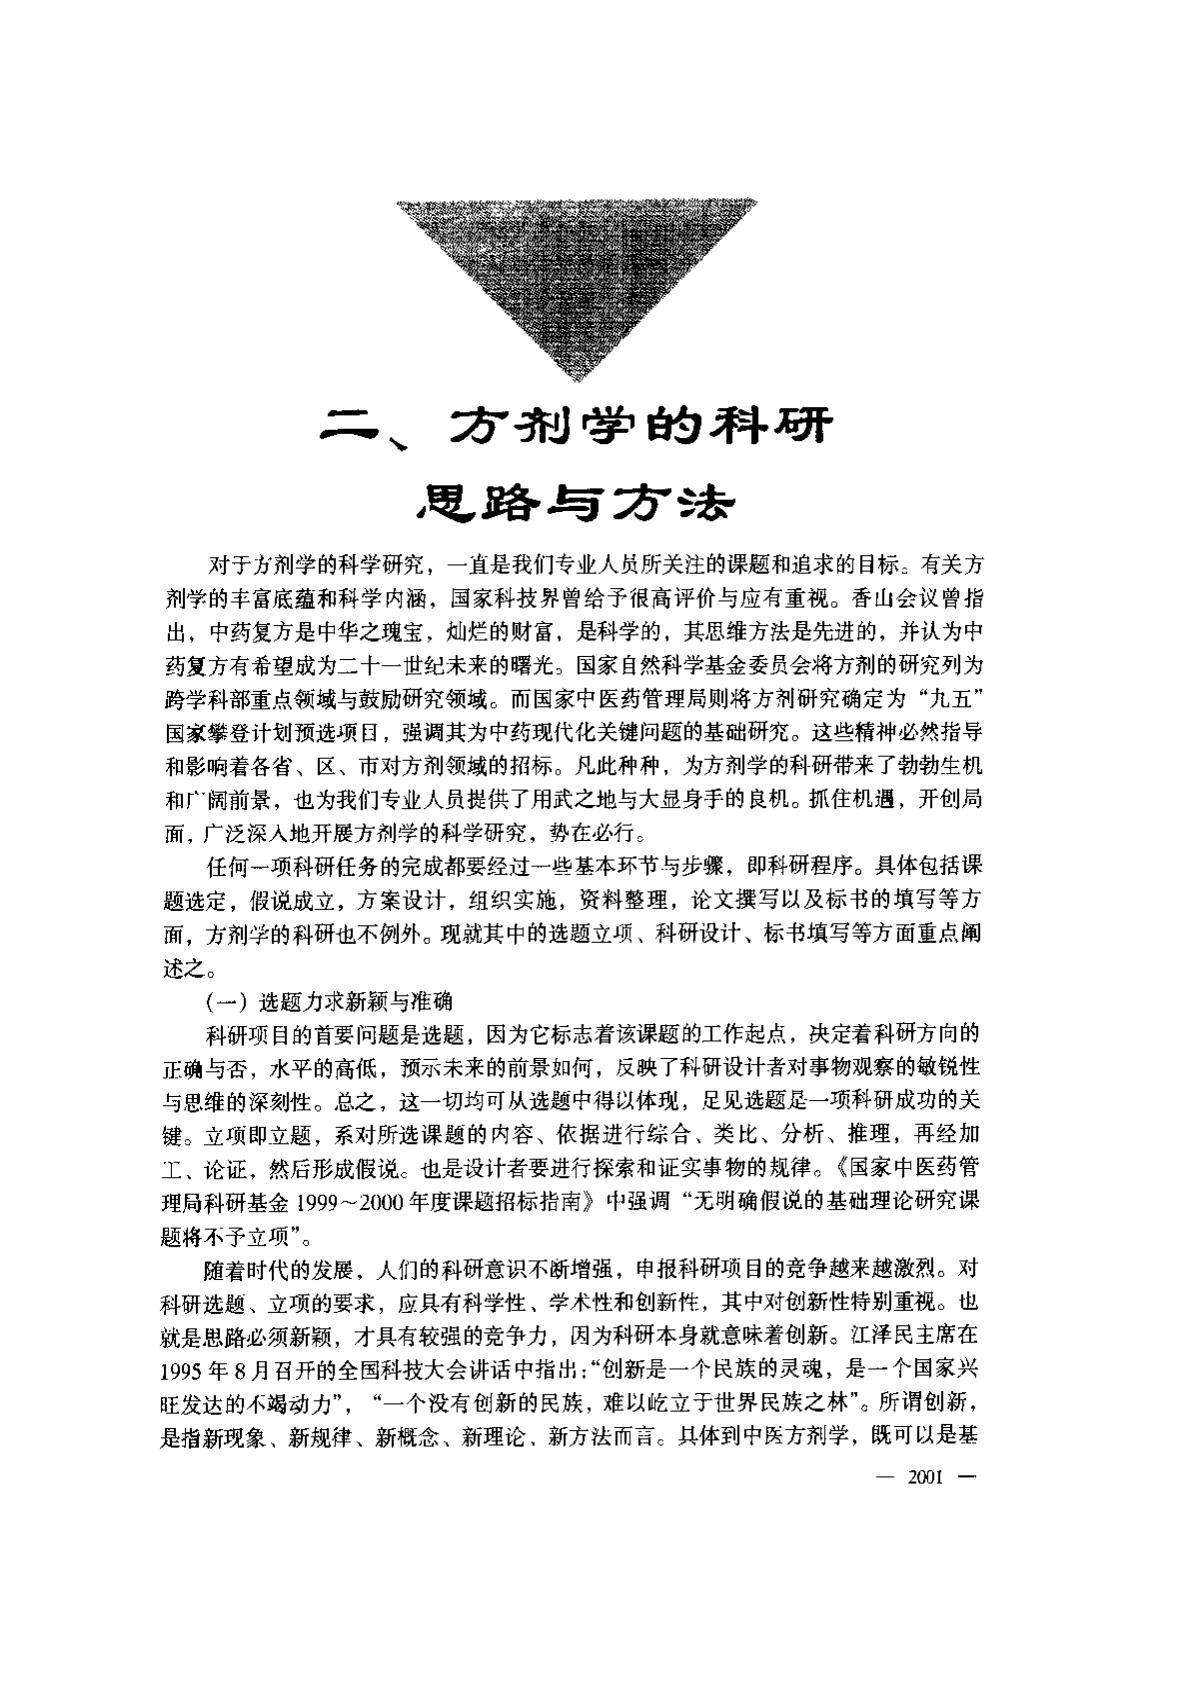 二、方剂学的科研
思路与方法
对于方剂学的科学研究，一直是我们专业人员所关注的课题和追求的目标。有关方
剂学的丰富底蕴和科学内涵，国家科技界曾给予很高评价与应有重视。香山会议曾指
出，中药复方是中华之瑰宝，灿烂的财富，是科学的，其思维方法是先进的，并认为中
药复方有希望成为二十一世纪未来的曙光。国家自然科学基金委员会将方剂的研究列为
跨学科部重点领域与鼓励研究领域。而国家中医药管理局则将方剂研究确定为“九五”
国家攀登计划预选项目，强调其为中药现代化关键问题的基础研究。这些精神必然指导
和影响着各省、区、市对方剂领域的招标。凡此种种，为方剂学的科研带来了勃勃生机
和广阔前景，也为我们专业人员提供了用武之地与大显身手的良机。抓住机遇，开创局
面，广泛深入地开展方剂学的科学研究，势在必行。
任何一项科研任务的完成都要经过一些基本环节与步骤，即科研程序。具体包括课
题选定，假说成立，方案设计，组织实施，资料整理，论文撰写以及标书的填写等方
面，方剂学的科研也不例外。现就其中的选题立项、科研设计、标书填写等方面重点阐
述之。
（一）选题力求新颖与准确
科研项目的首要问题是选题，因为它标志着该课题的工作起点，决定着科研方向的
正确与否，水平的高低，预示未来的前景如何，反映了科研设计者对事物观察的敏锐性
与思维的深刻性。总之，这一切均可从选题中得以体现，足见选题是一项科研成功的关
键。立项即立题，系对所选课题的内容、依据进行综合、类比、分析、推理，再经加
工、论证，然后形成假说。也是设计者要进行探索和证实事物的规律。《国家中医药管
理局科研基金 1999～2000 年度课题招标指南》中强调“无明确假说的基础理论研究课
题将不予立项”。
随着时代的发展，人们的科研意识不断增强，申报科研项目的竞争越来越激烈。对
科研选题、立项的要求，应具有科学性、学术性和创新性，其中对创新性特别重视。也
就是思路必须新颖，才具有较强的竞争力，因为科研本身就意味着创新。江泽民主席在
1995 年 8 月召开的全国科技大会讲话中指出：“创新是一个民族的灵魂，是一个国家兴
旺发达的不竭动力”，“一个没有创新的民族，难以屹立于世界民族之林”。所谓创新，
是指新现象、新规律、新概念、新理论、新方法而言。具体到中医方剂学，既可以是基
— 2001 —